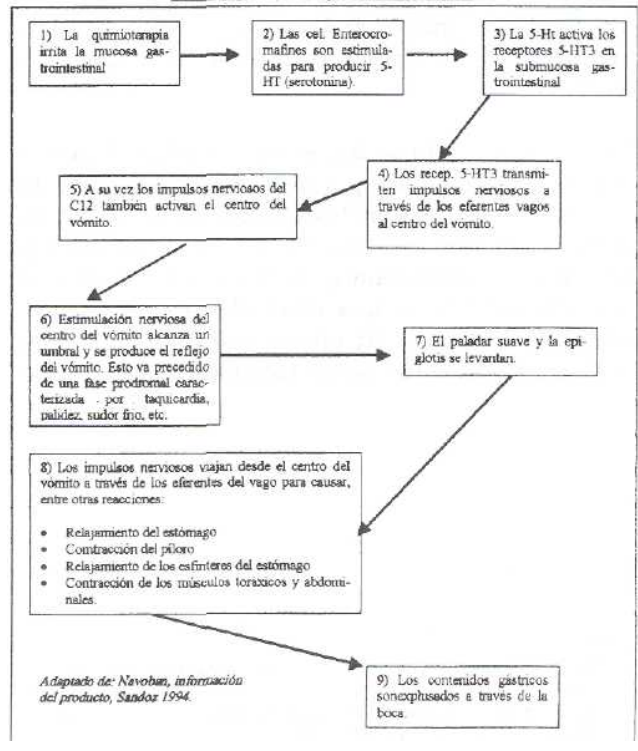 1) La quimioterapia
irrita la mucosa gas-
trointestinal
2) Las cel. Enterocro-
mafines son estimula-
das para producir 5-
HT (serotonina).
3) La 5-Ht activa los
receptores 5-HT3 en
la submucosa gas-
trointestinal
4) Los recep. 5-HT3 transmi-
ten impulsos nerviosos a
través de los eferentes vagos
al centro del vómito.
5) A su vez los impulsos nerviosos del
C12 también activan el centro del
vómito.
6) Estimulación nerviosa del
centro del vómito alcanza un
umbral y se produce el reflejo
del vómito. Esto va precedido
de una fase prodromal carac-
terizada por taquicardia,
palidez, sudor frio, etc.
7) El paladar suave y la epi-
glotis se levantan.
8) Los impulsos nerviosos viajan desde el centro del
vómito a través de los eferentes del vago para causar,
entre otras reacciones:
• Relajamiento del estómago
• Comtracción del píloro
• Relajamiento de los esfínteres del estómago
• Contracción de los músculos toráxicos y abdomi-
nales.
9) Los contenidos gástricos
sonexplusados a través de la
boca.
Adaptado de: Navoban, información
del producto, Sandoz 1994.